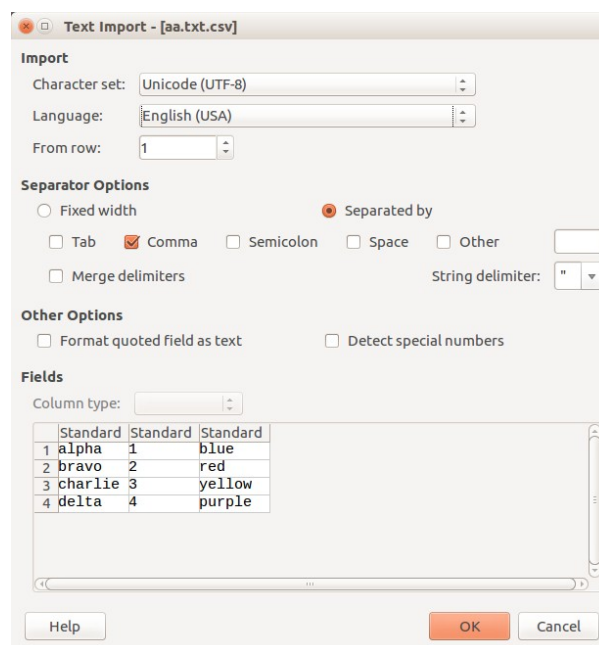 Text Import - [aa.txt.csv]
Import
Character set: Unicode (UTF-8)
Language: English (USA)
From row: 1
Separator Options
Fixed width Separated by
Tab Comma Semicolon Space Other
Merge delimiters String delimiter: "
Other Options
Format quoted field as text Detect special numbers
Fields
Column type:
Standard Standard Standard
1 alpha 1 blue
2 bravo 2 red
3 charlie 3 yellow
4 delta 4 purple
Help OK Cancel